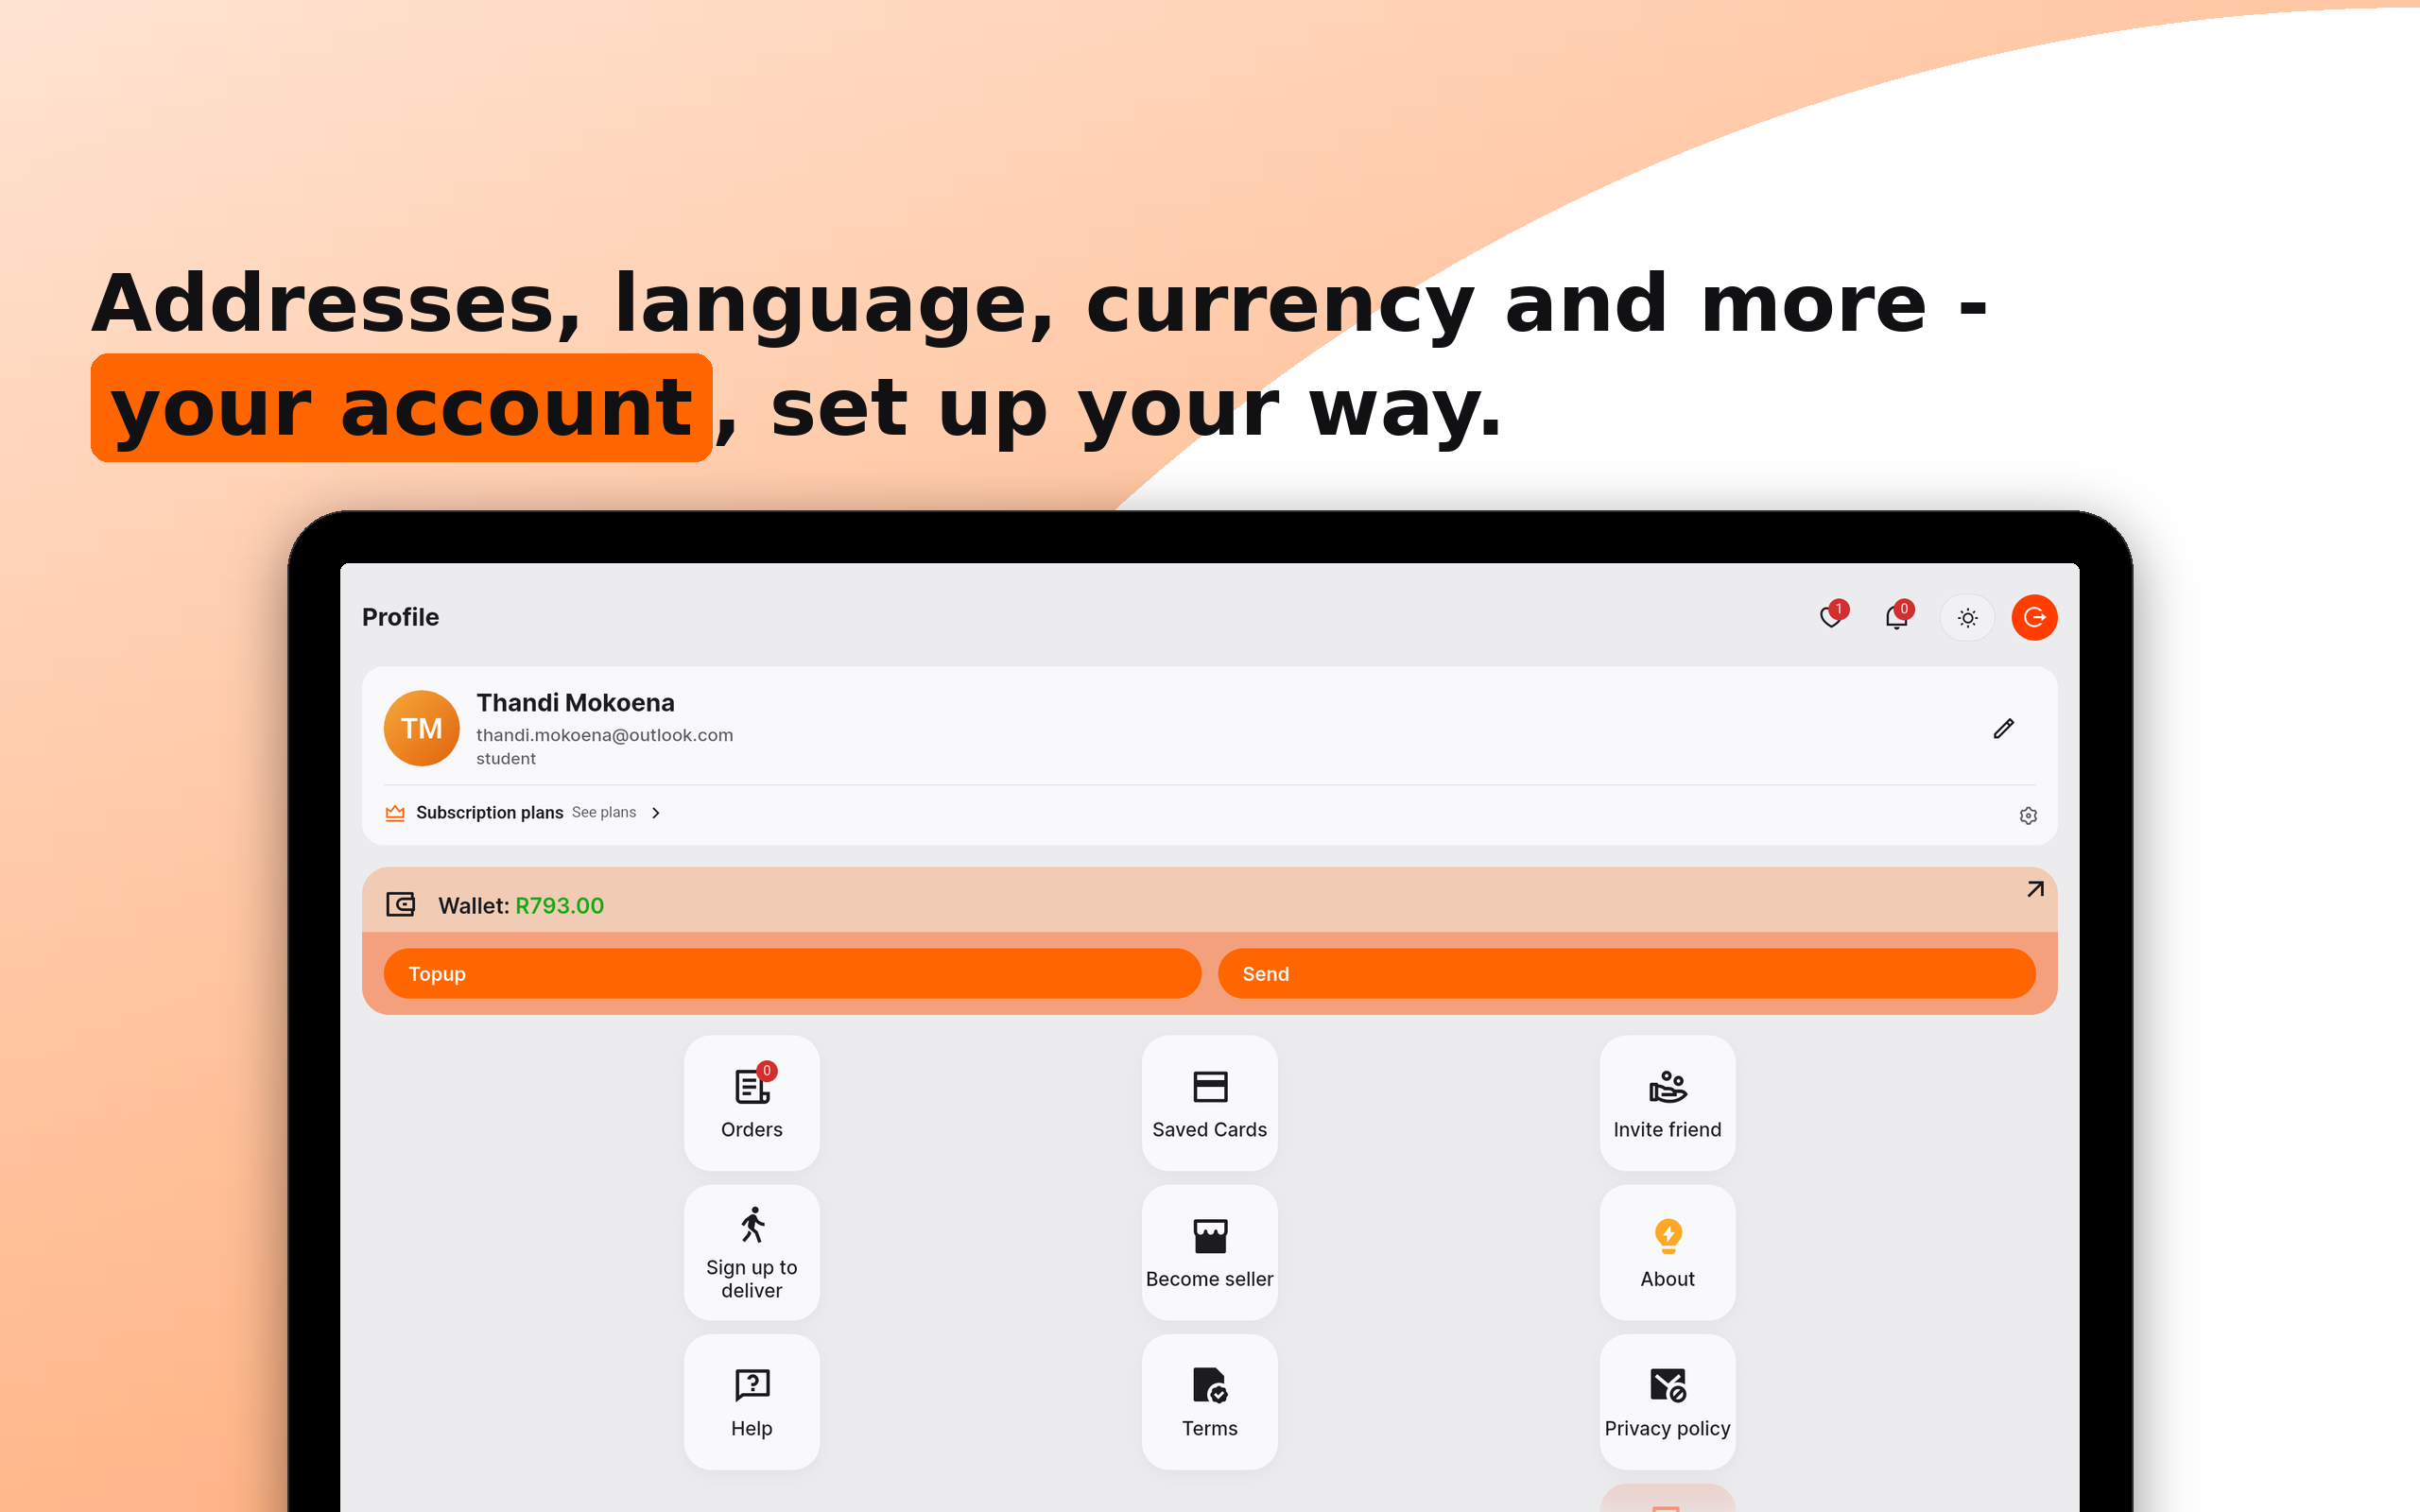 Addresses, language, currency and more -
your account, set up your way.
Profile
1
0
TM
Thandi Mokoena
thandi.mokoena@outlook.com
student
Subscription plans See plans
Wallet: R793.00
Topup
Send
0
Orders
Saved Cards
Invite friend
Sign up to
deliver
Become seller
About
Help
Terms
Privacy policy